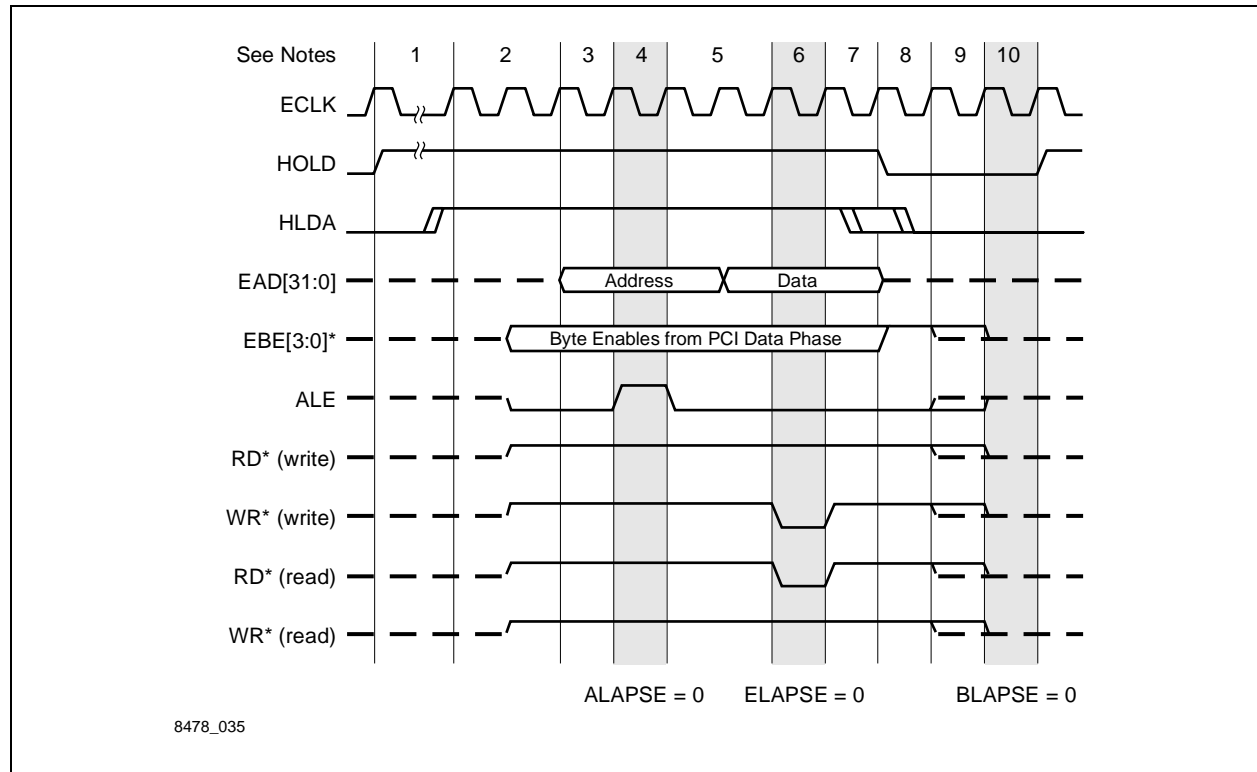 See Notes 1 2 3 4 5 6 7 8 9 10
ECLK
HOLD
HLDA
EAD[31:0] Address Data
EBE[3:0]* Byte Enables from PCI Data Phase
ALE
RD* (write)
WR* (write)
RD* (read)
WR* (read)
ALAPSE = 0 ELAPSE = 0 BLAPSE = 0
8478_035